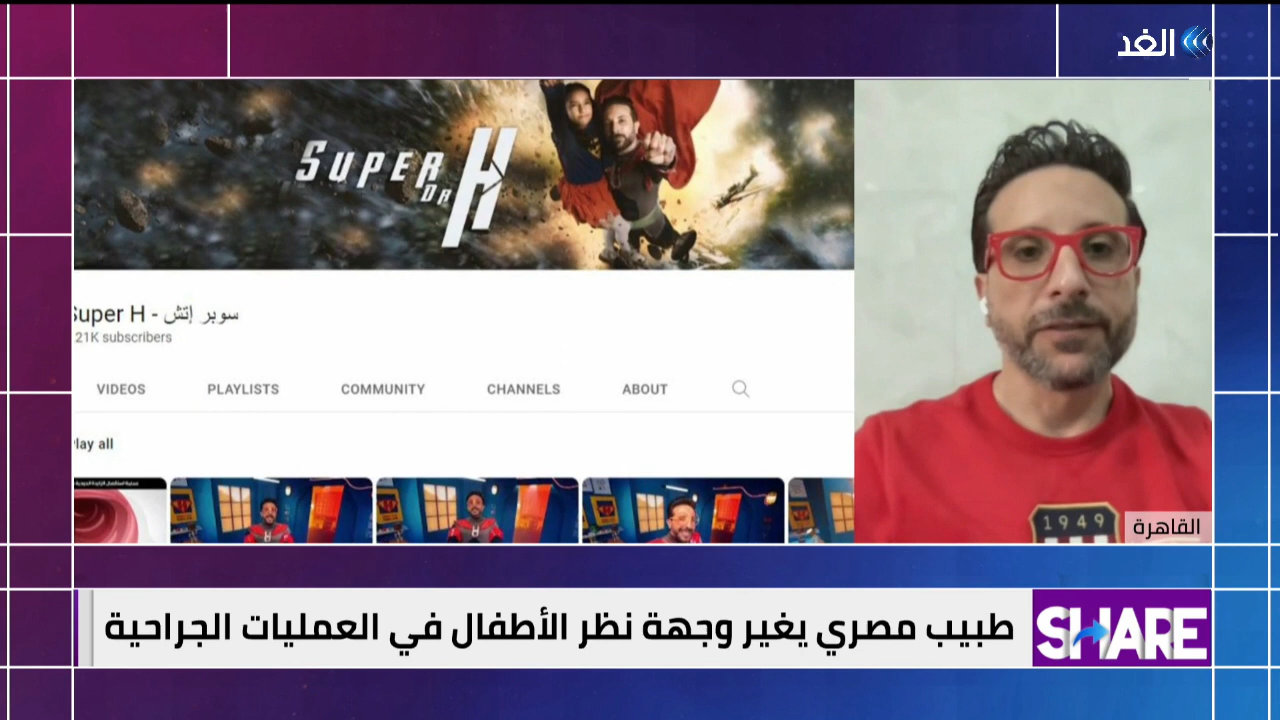 الغد
SUPER
DR H
Super H - سوبر إتش
21K subscribers
VIDEOS PLAYLISTS COMMUNITY CHANNELS ABOUT
Play all
1949
القاهرة
طبيب مصري يغير وجهة نظر الأطفال في العمليات الجراحية
SHARE